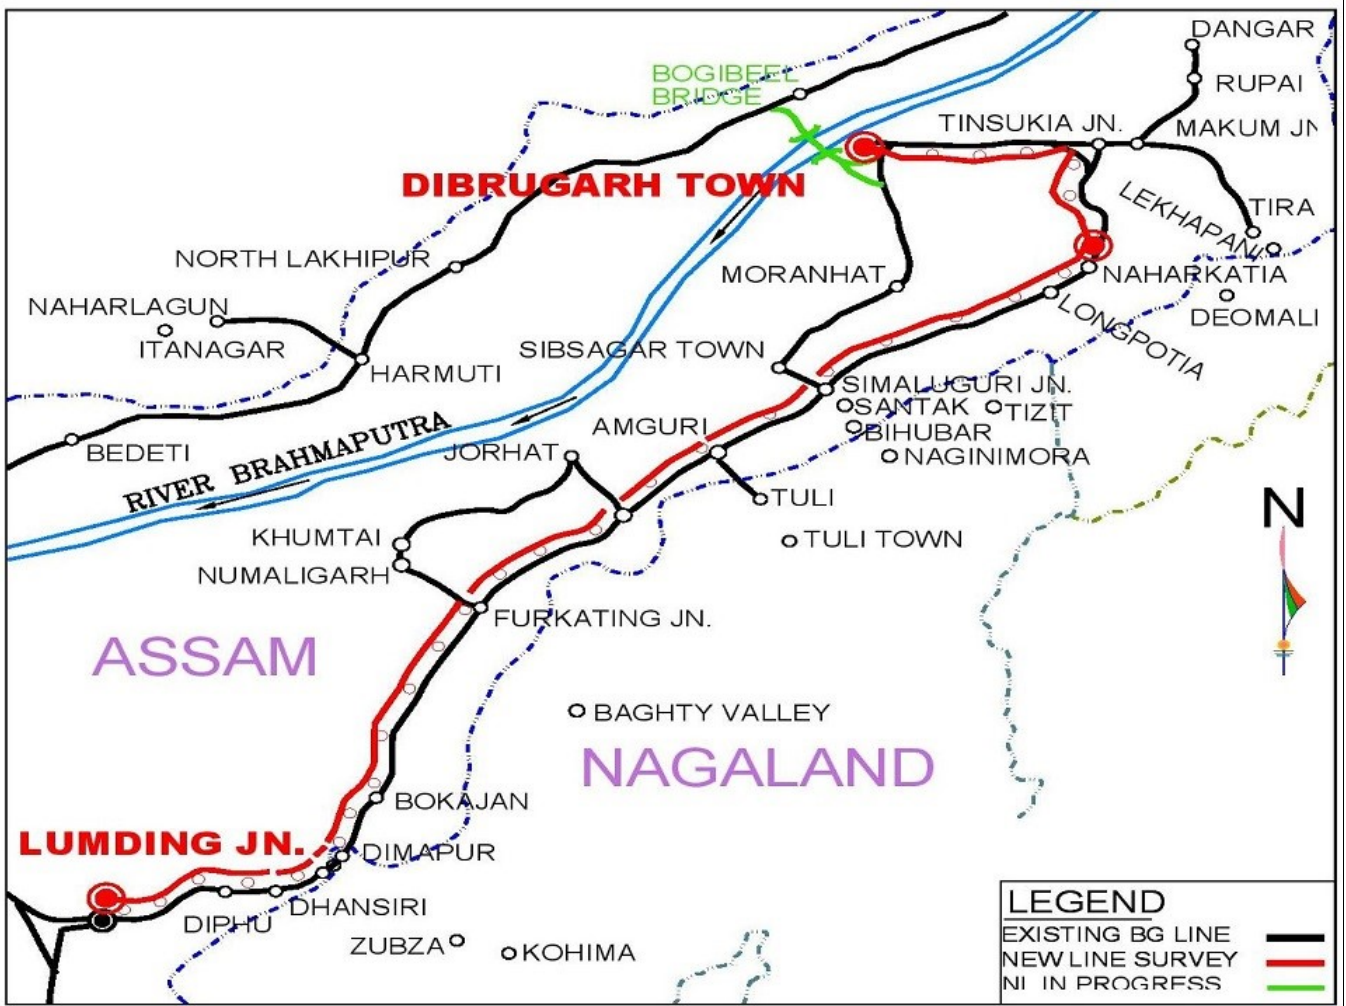 DANGAR
BOGIBEEL
BRIDGE
RUPAI
TINSUKIA JN.
MAKUM JN
DIBRUGARH TOWN
LEKHAPANI
TIRA
NORTH LAKHIPUR
MORANHAT
NAHARKATIA
NAHARLAGUN
ITANAGAR
LONGPOTIA
DEOMALI
SIBSAGAR TOWN
HARMUTI
SIMALUGURI JN.
SANTAK
TIZIT
AMGURI
BIHUBAR
BEDETI
RIVER BRAHMAPUTRA
JORHAT
NAGINIMORA
TULI
N
KHUMTAI
TULI TOWN
NUMALIGARH
FURKATING JN.
ASSAM
BAGHTY VALLEY
NAGALAND
BOKAJAN
LUMDING JN.
DIMAPUR
DHANSIRI
DIPHU
ZUBZA
KOHIMA
LEGEND
EXISTING BG LINE
NEW LINE SURVEY
NL IN PROGRESS